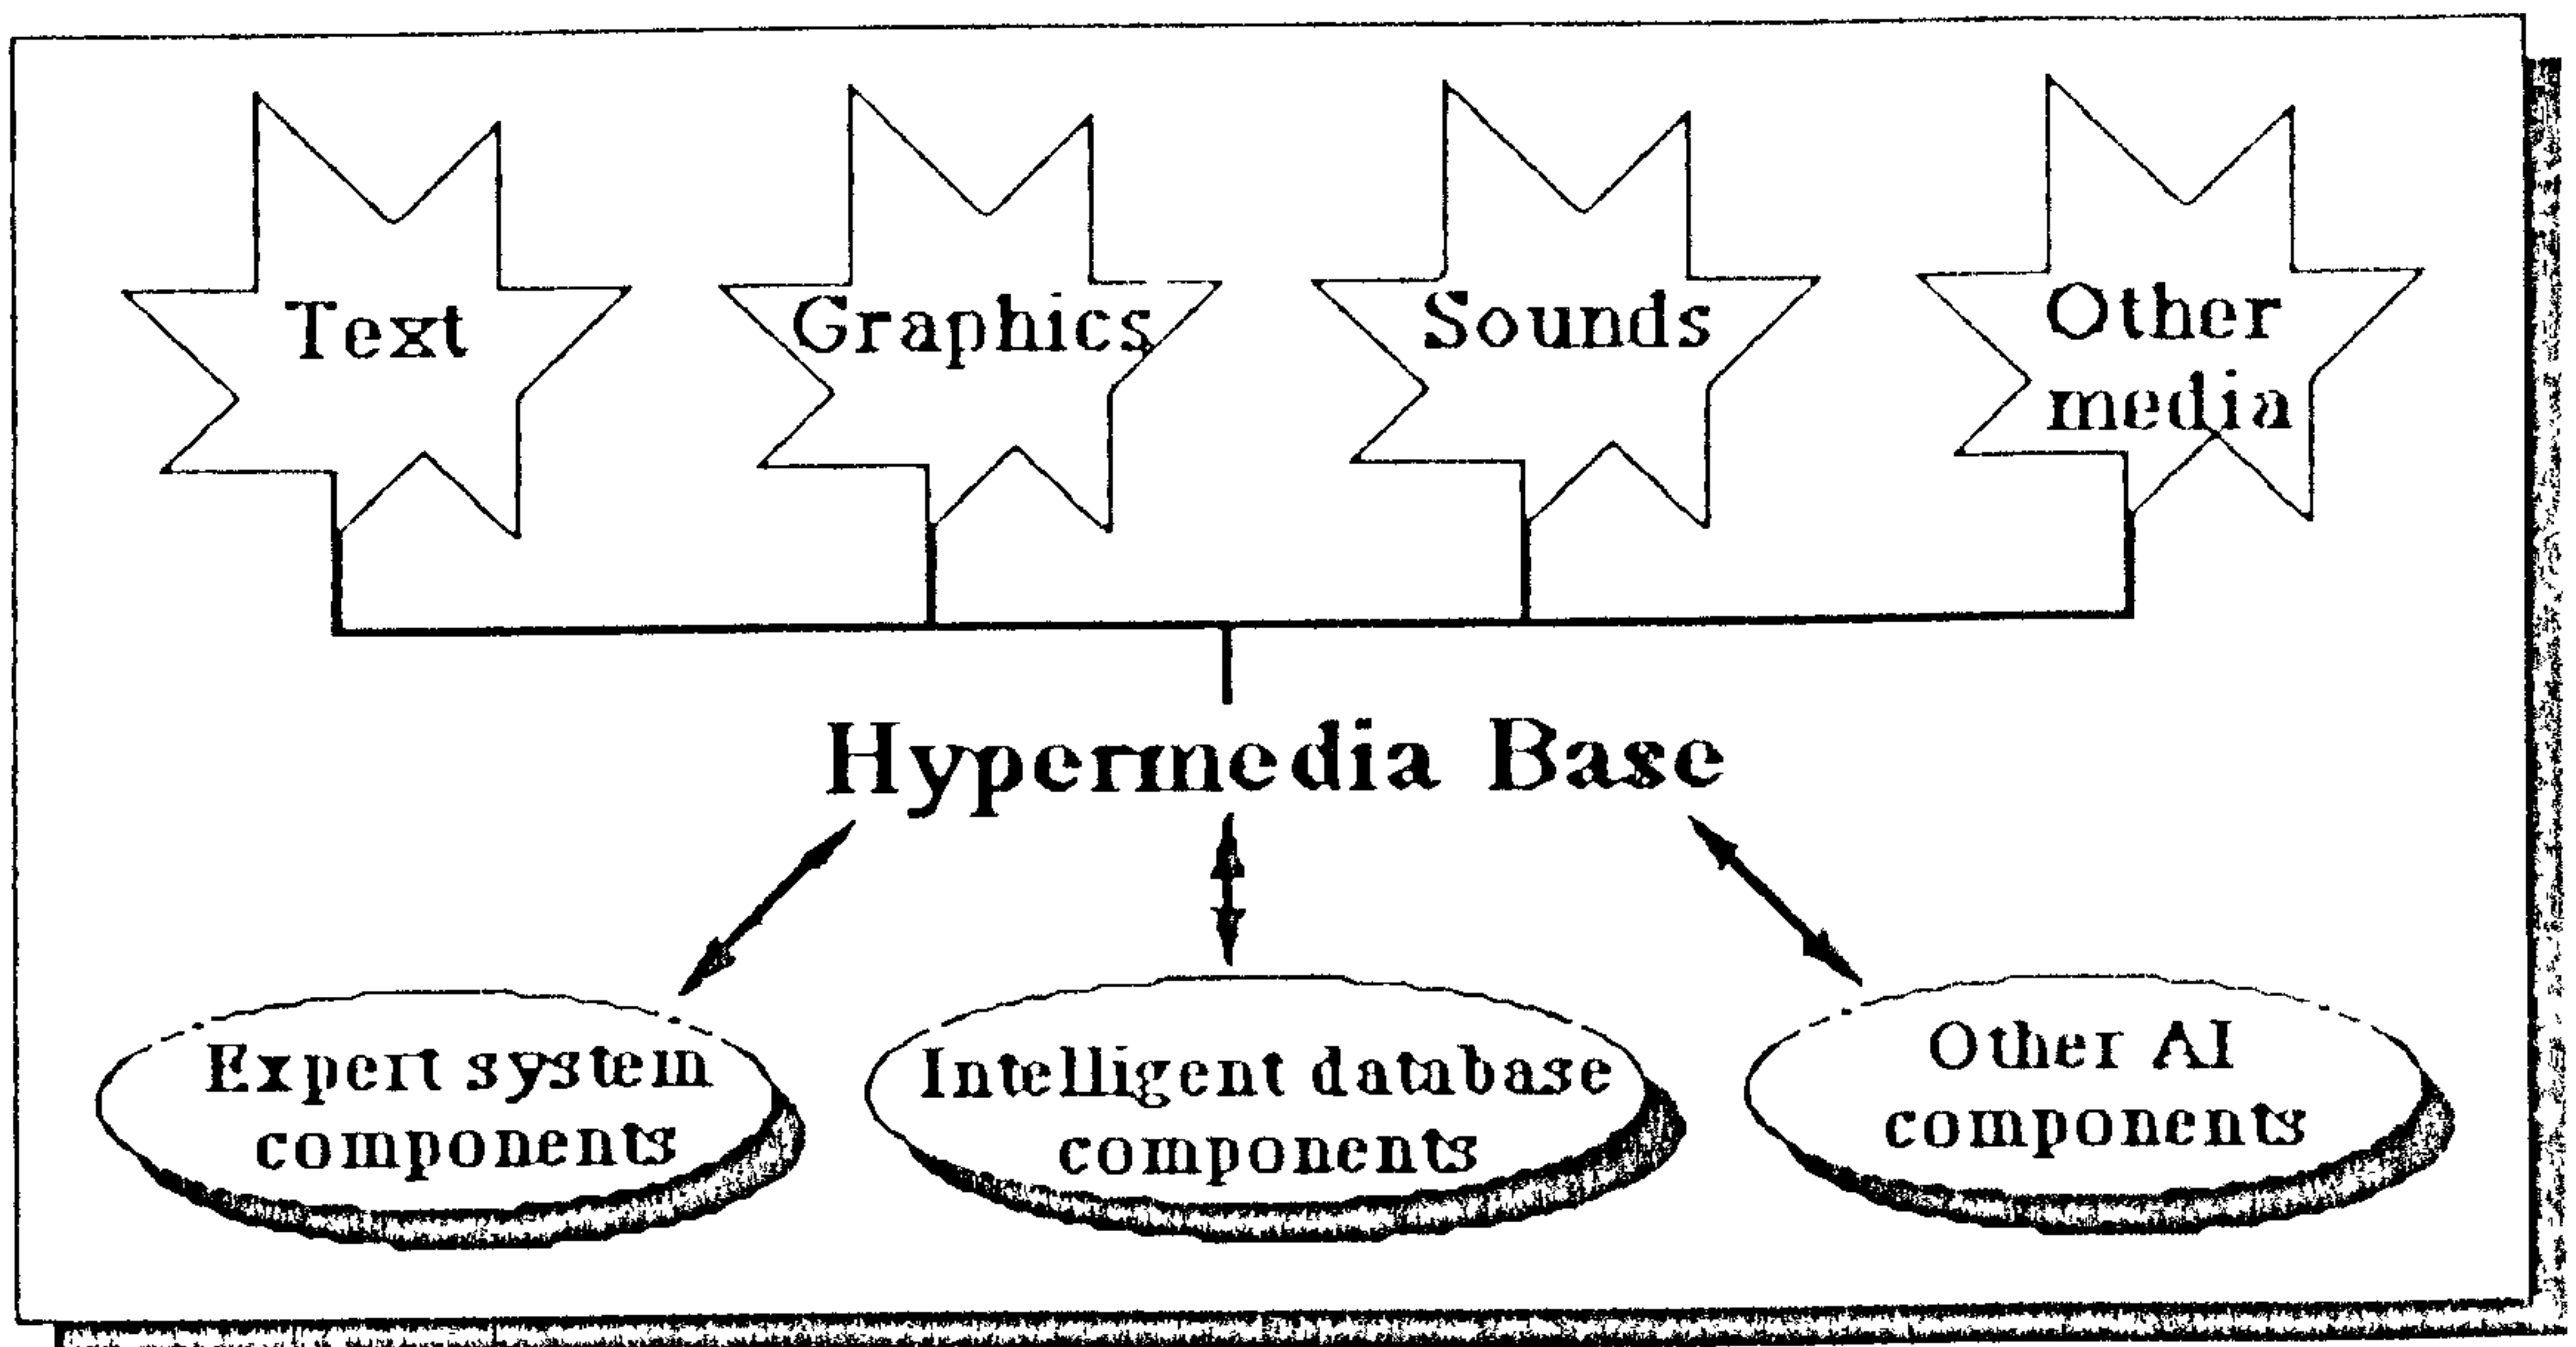 Text
Graphics
Sounds
Other
media
Hypermedia Base
Expert system
components
Intelligent database
components
Other AI
components